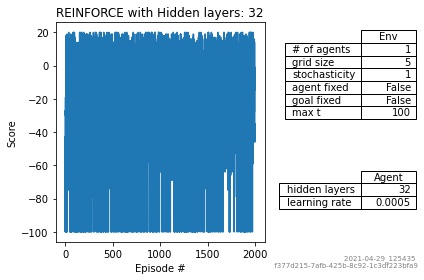 REINFORCE with Hidden layers: 32
20
0
−20
−40
−60
−80
−100
Score
0
500
1000
1500
2000
Episode #
Env
# of agents 1
grid size 5
stochasticity 1
agent fixed False
goal fixed False
max t 100
Agent
hidden layers 32
learning rate 0.0005
2021-04-29_125435
f377d215-7afb-425b-8c92-1c3df223bfa9